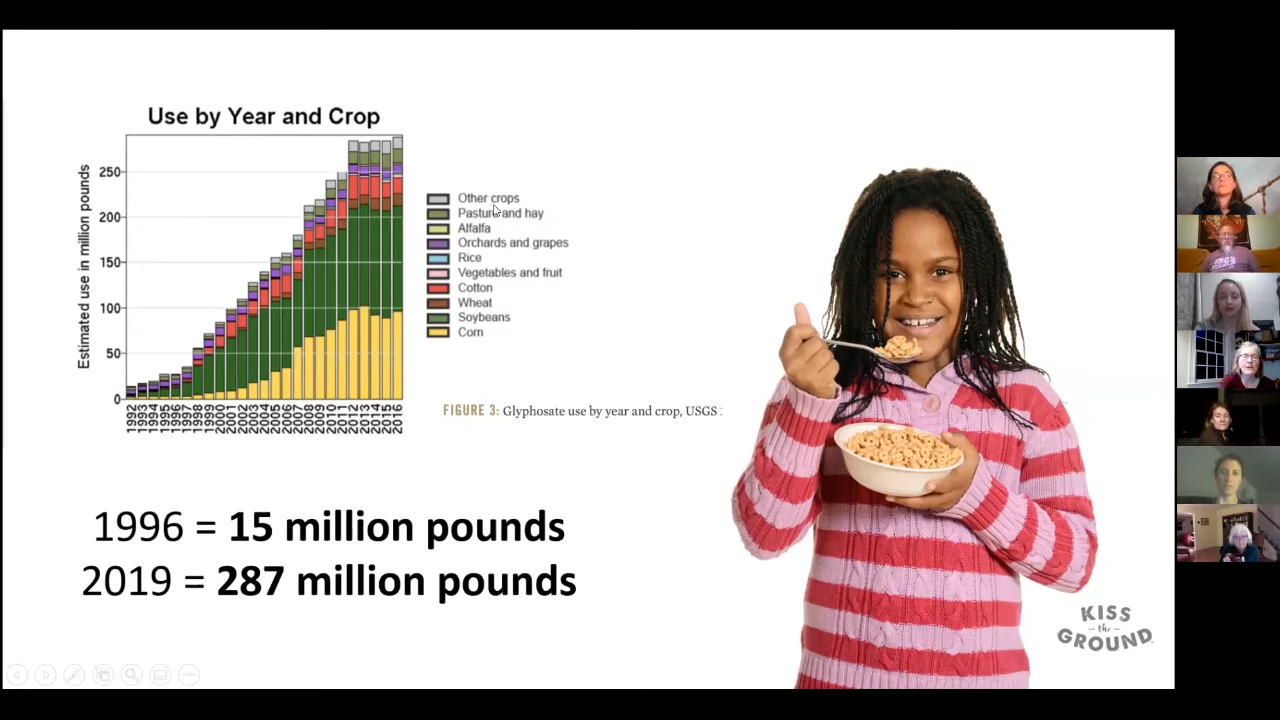 Use by Year and Crop
Estimated use in million pounds
250
200
150
100
50
0
1992
1993
1994
1995
1996
1997
1998
1999
2000
2001
2002
2003
2004
2005
2006
2007
2008
2009
2010
2011
2012
2013
2014
2015
2016
Other crops
Pasture and hay
Alfalfa
Orchards and grapes
Rice
Vegetables and fruit
Cotton
Wheat
Soybeans
Corn
FIGURE 3: Glyphosate use by year and crop, USGS
1996 = 15 million pounds
2019 = 287 million pounds
KISS
the
GROUND